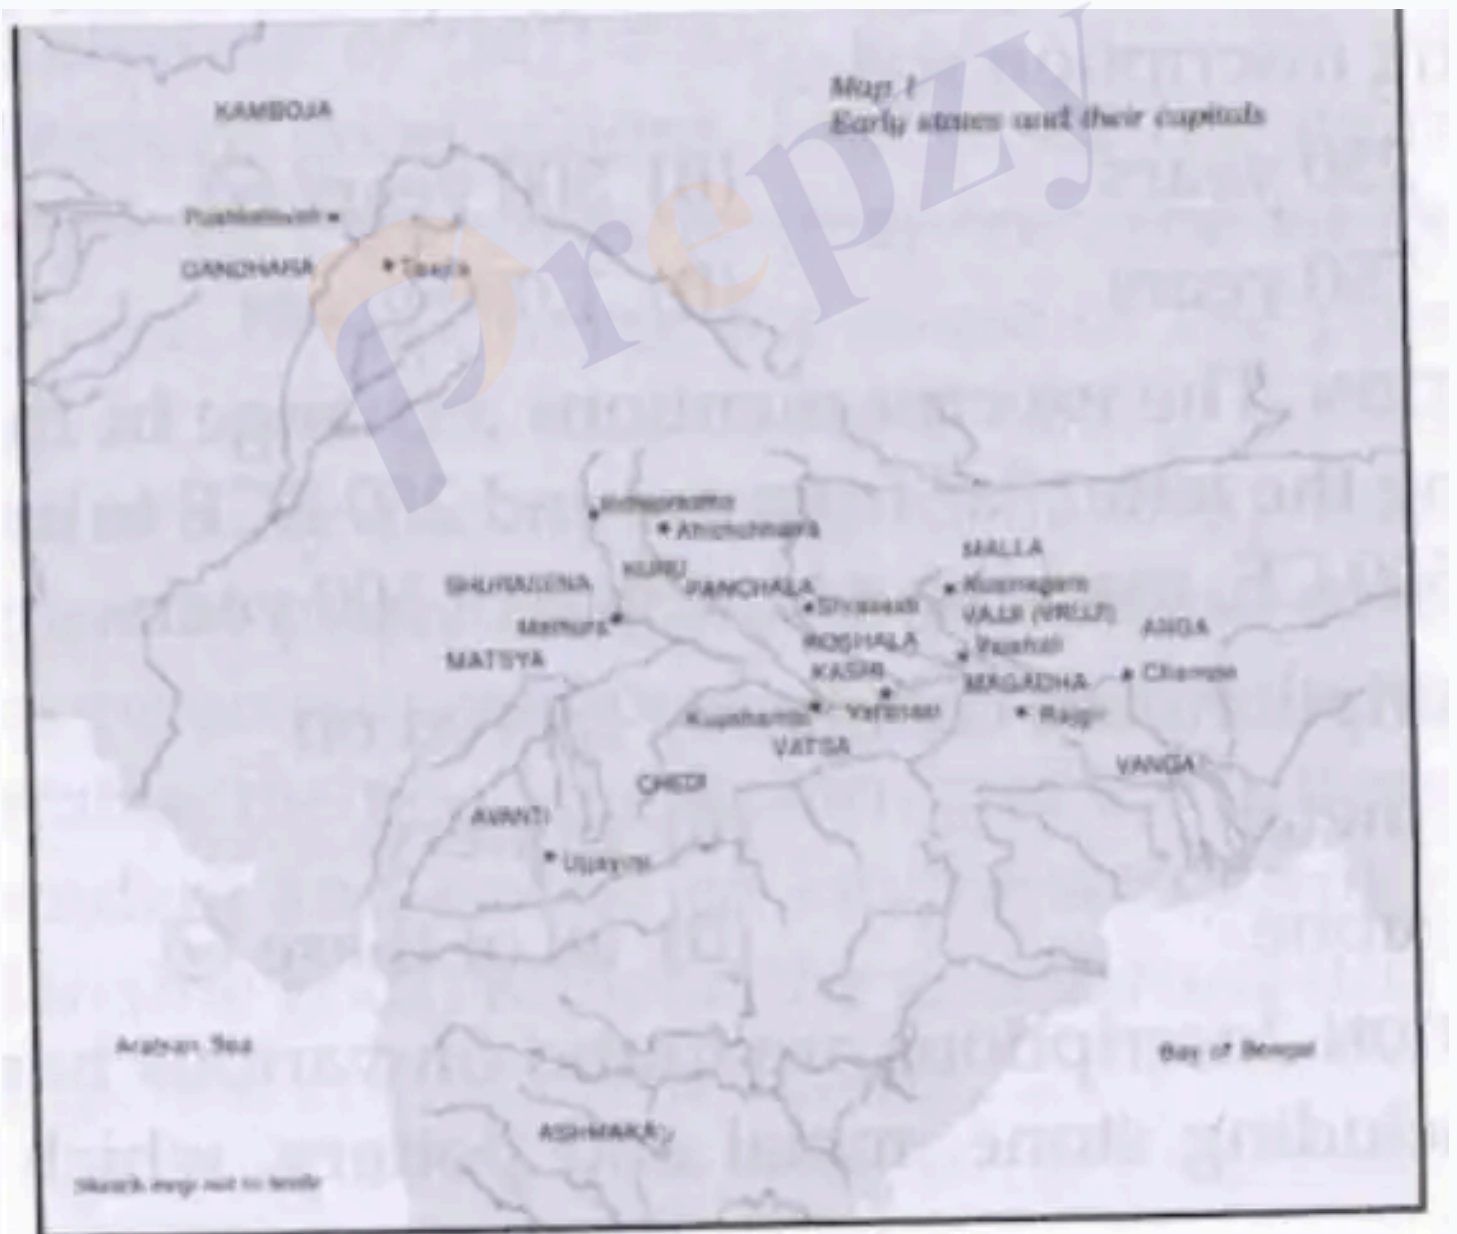 Map 1
Early states and their capitals
KAMBOJA
Pushkalavati
GANDHARA
Taxila
Indraprastha
Ahichchhatra
MALLA
KURU
SHURASENA
PANCHALA
Kusinagara
Shravasti
VAJJI (VRIJJI)
ANGA
Mathura
KOSHALA
Vaishali
MATSYA
KASHI
MAGADHA
Champa
Kaushambi
Varanasi
Rajgir
VATSA
VANGA
CHEDI
AVANTI
Ujjayini
Arabian Sea
Bay of Bengal
ASHMAKA
Sketch map not to scale
Prepzy